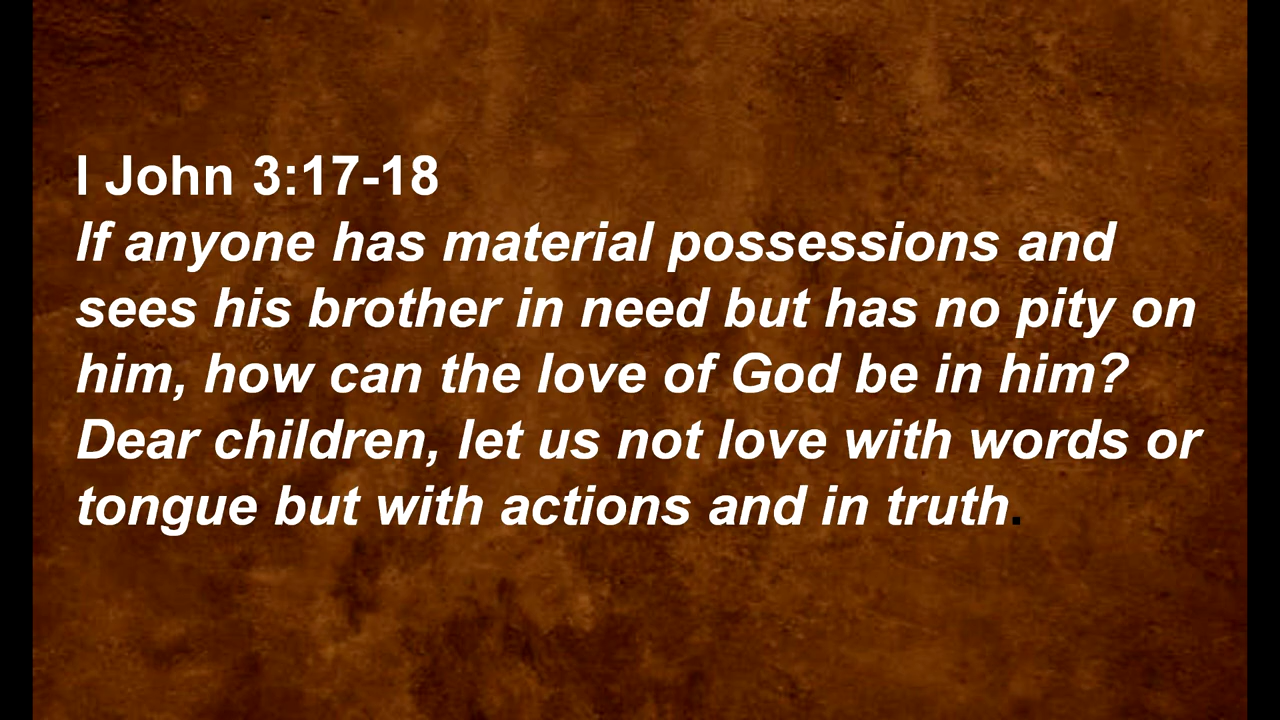 I John 3:17-18
If anyone has material possessions and
sees his brother in need but has no pity on
him, how can the love of God be in him?
Dear children, let us not love with words or
tongue but with actions and in truth.